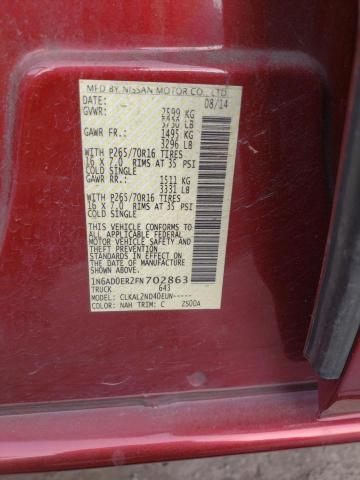 MFD BY NISSAN MOTOR CO., LTD.
DATE: 08/14
GVWR: 2599 KG
LB
GAWR FR.: 1495 KG
3296 LB
WITH P265/70R16 TIRES
16 X 7.0 RIMS AT 35 PSI
COLD SINGLE
GAWR RR.: 1511 KG
3331 LB
WITH P265/70R16 TIRES
16 X 7.0 RIMS AT 35 PSI
COLD SINGLE
THIS VEHICLE CONFORMS TO
ALL APPLICABLE FEDERAL
MOTOR VEHICLE SAFETY AND
THEFT PREVENTION
STANDARDS IN EFFECT ON
THE DATE OF MANUFACTURE
SHOWN ABOVE.
1N6AD0ER2FN702863
TRUCK 643
MODEL: CLKAL2ND4DEUN-----
COLOR: NAH TRIM: C 2500A